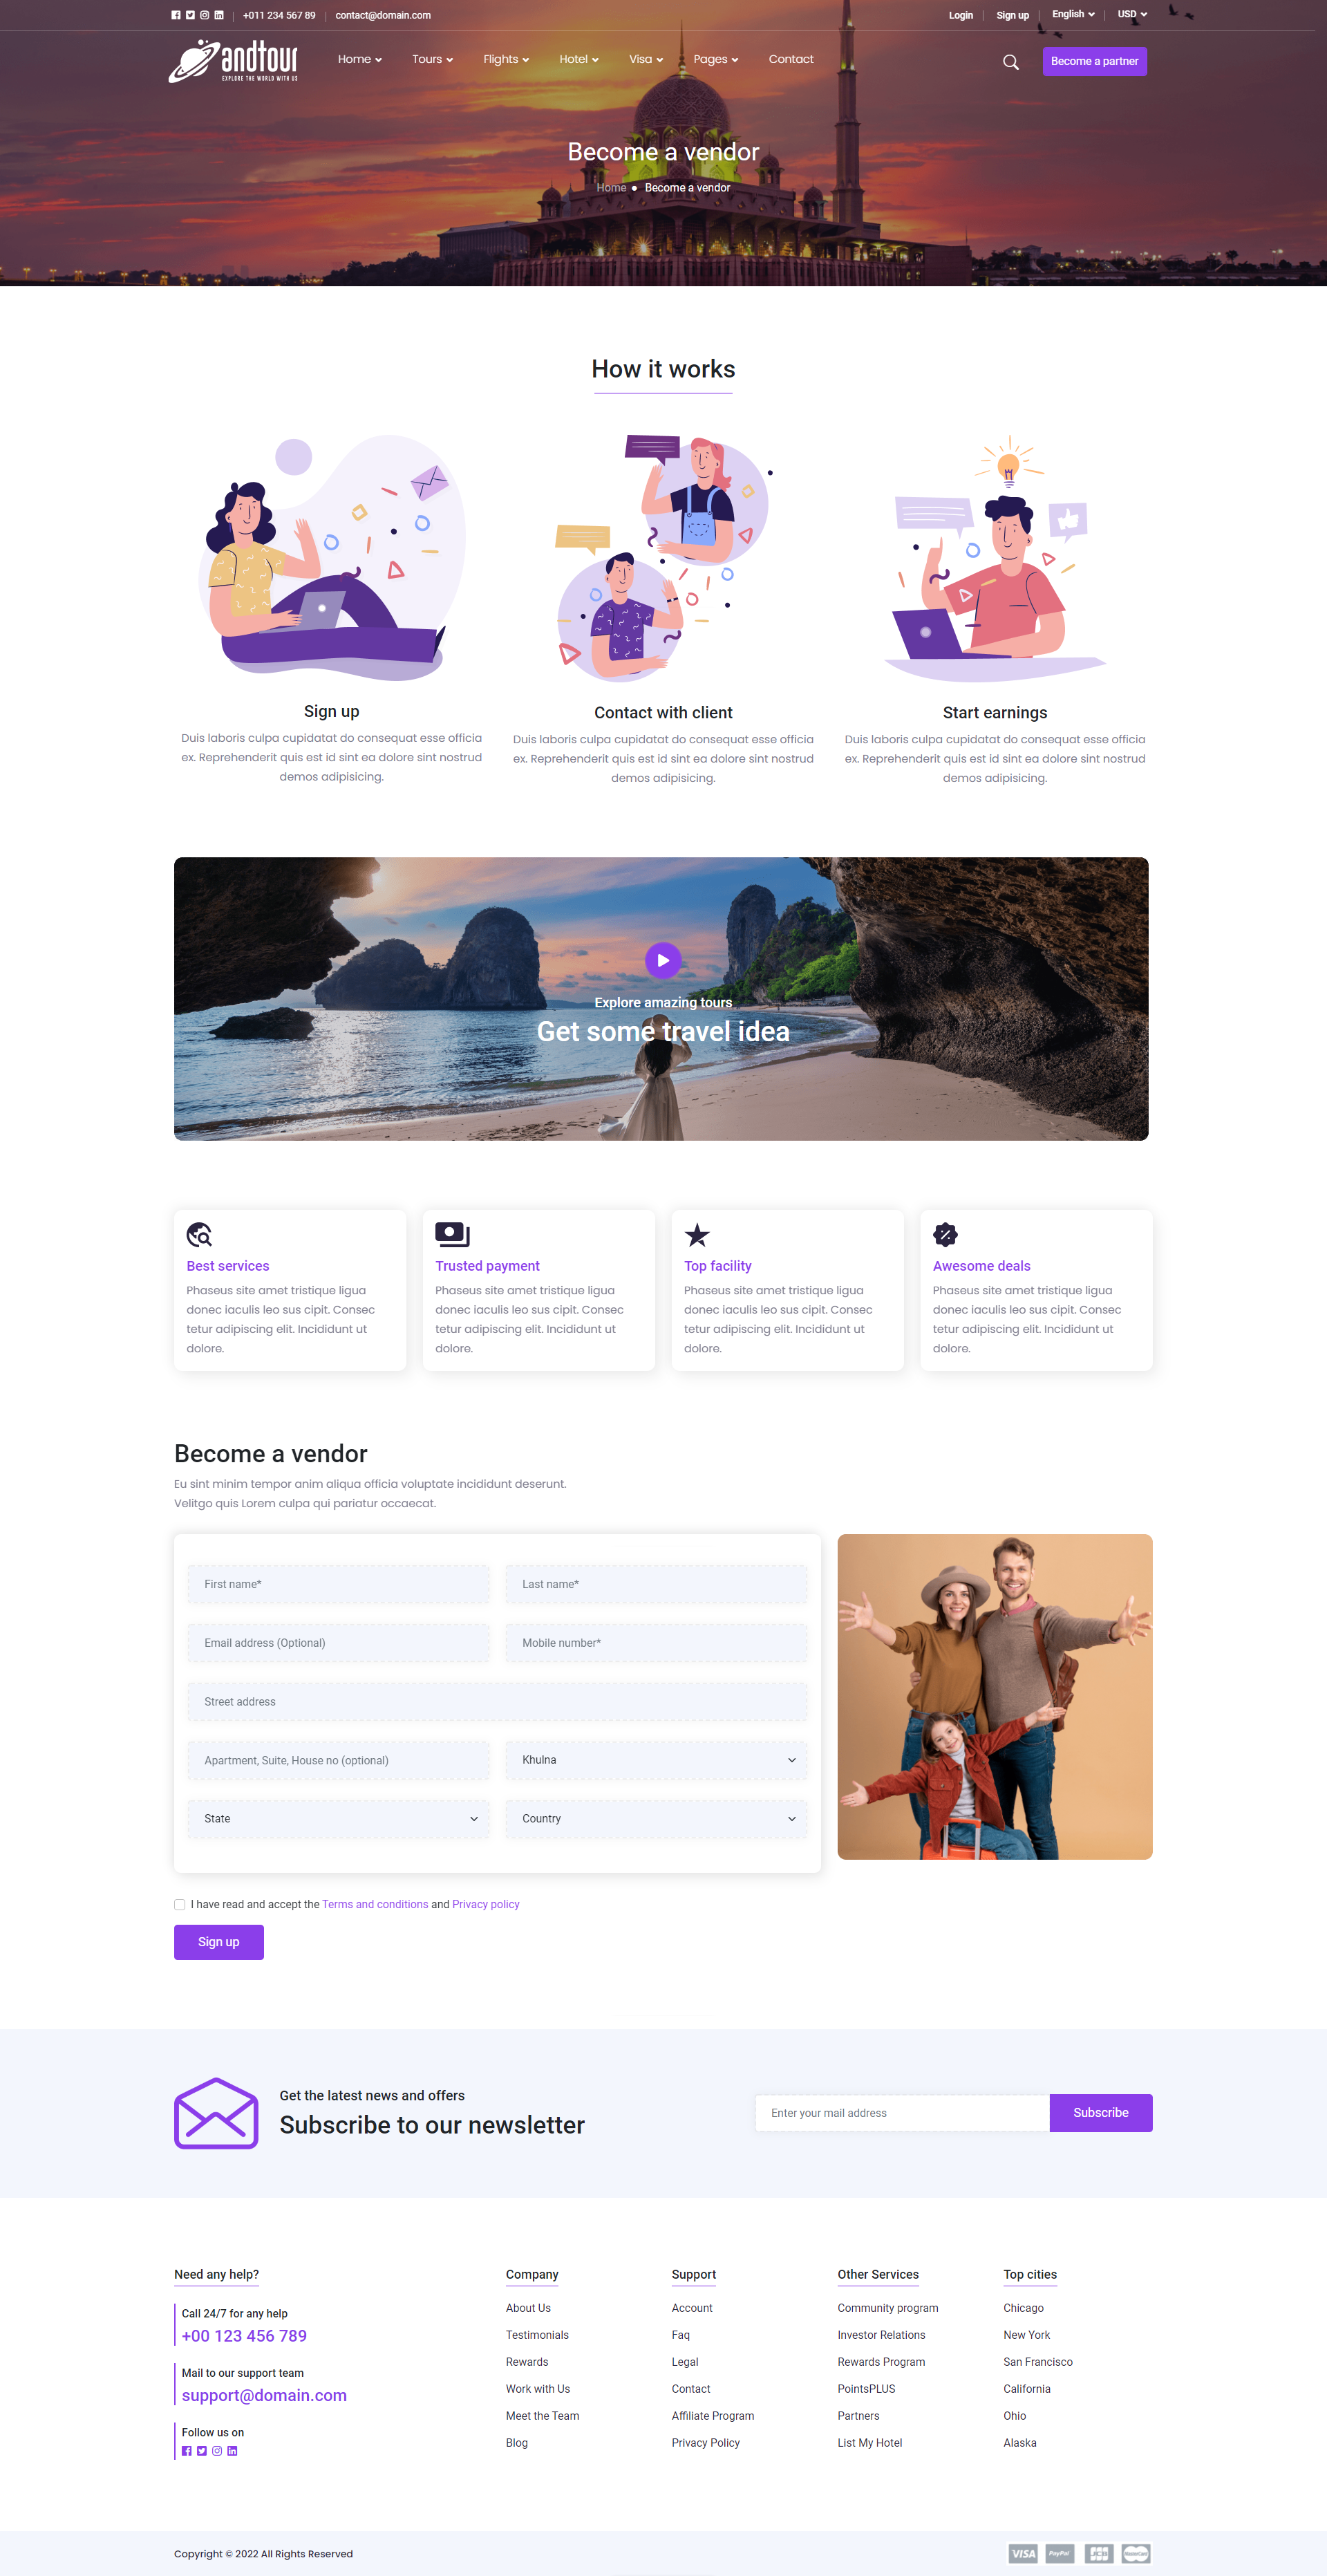 +011 234 567 89
contact@domain.com
Login
Sign up
English
USD
andtour
EXPLORE THE WORLD WITH US
Home
Tours
Flights
Hotel
Visa
Pages
Contact
Become a partner
Become a vendor
Home
Become a vendor
How it works
Sign up
Duis laboris culpa cupidatat do consequat esse officia
ex. Reprehenderit quis est id sint ea dolore sint nostrud
demos adipisicing.
Contact with client
Duis laboris culpa cupidatat do consequat esse officia
ex. Reprehenderit quis est id sint ea dolore sint nostrud
demos adipisicing.
Start earnings
Duis laboris culpa cupidatat do consequat esse officia
ex. Reprehenderit quis est id sint ea dolore sint nostrud
demos adipisicing.
Explore amazing tours
Get some travel idea
Best services
Phaseus site amet tristique ligua
donec iaculis leo sus cipit. Consec
tetur adipiscing elit. Incididunt ut
dolore.
Trusted payment
Phaseus site amet tristique ligua
donec iaculis leo sus cipit. Consec
tetur adipiscing elit. Incididunt ut
dolore.
Top facility
Phaseus site amet tristique ligua
donec iaculis leo sus cipit. Consec
tetur adipiscing elit. Incididunt ut
dolore.
Awesome deals
Phaseus site amet tristique ligua
donec iaculis leo sus cipit. Consec
tetur adipiscing elit. Incididunt ut
dolore.
Become a vendor
Eu sint minim tempor anim aliqua officia voluptate incididunt deserunt.
Velitgo quis Lorem culpa qui pariatur occaecat.
First name*
Last name*
Email address (Optional)
Mobile number*
Street address
Apartment, Suite, House no (optional)
Khulna
State
Country
I have read and accept the Terms and conditions and Privacy policy
Sign up
Get the latest news and offers
Subscribe to our newsletter
Enter your mail address
Subscribe
Need any help?
Call 24/7 for any help
+00 123 456 789
Mail to our support team
support@domain.com
Follow us on
Company
About Us
Testimonials
Rewards
Work with Us
Meet the Team
Blog
Support
Account
Faq
Legal
Contact
Affiliate Program
Privacy Policy
Other Services
Community program
Investor Relations
Rewards Program
PointsPLUS
Partners
List My Hotel
Top cities
Chicago
New York
San Francisco
California
Ohio
Alaska
Copyright © 2022 All Rights Reserved
VISA
PayPal
JCB
MasterCard